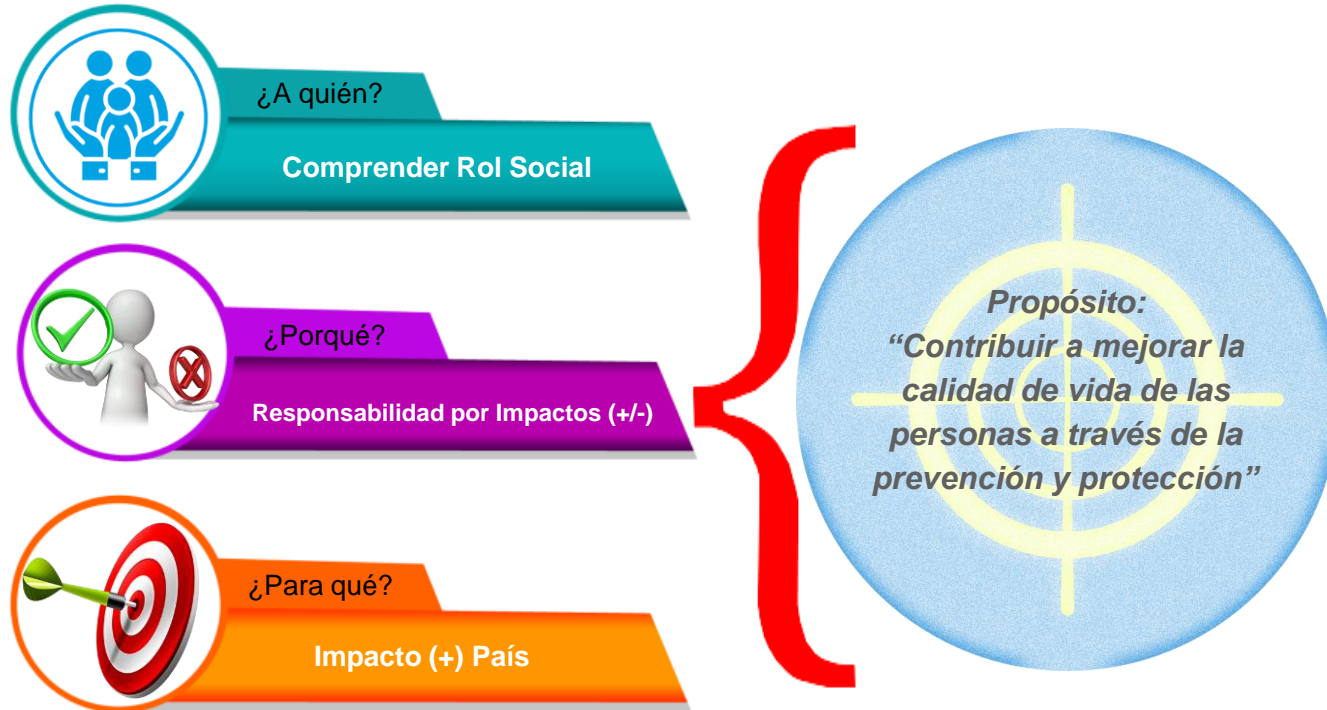 ¿A quién?
Comprender Rol Social
¿Porqué?
Responsabilidad por Impactos (+/-)
¿Para qué?
Impacto (+) País
Propósito:
“Contribuir a mejorar la
calidad de vida de las
personas a través de la
prevención y protección”